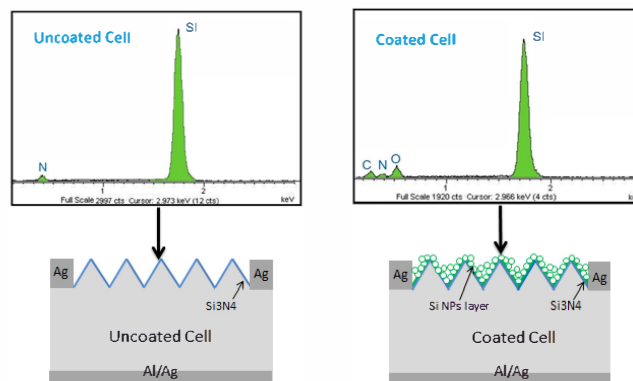 Uncoated Cell
SI
N
1
2
Full Scale 2997 cts Cursor: 2.973 keV (12 cts)
keV
Coated Cell
SI
C N O
1
2
Full Scale 1920 cts Cursor: 2.966 keV (4 cts)
keV
Ag
Ag
Si3N4
Uncoated Cell
Al/Ag
Ag
Ag
Si NPs layer
Si3N4
Coated Cell
Al/Ag